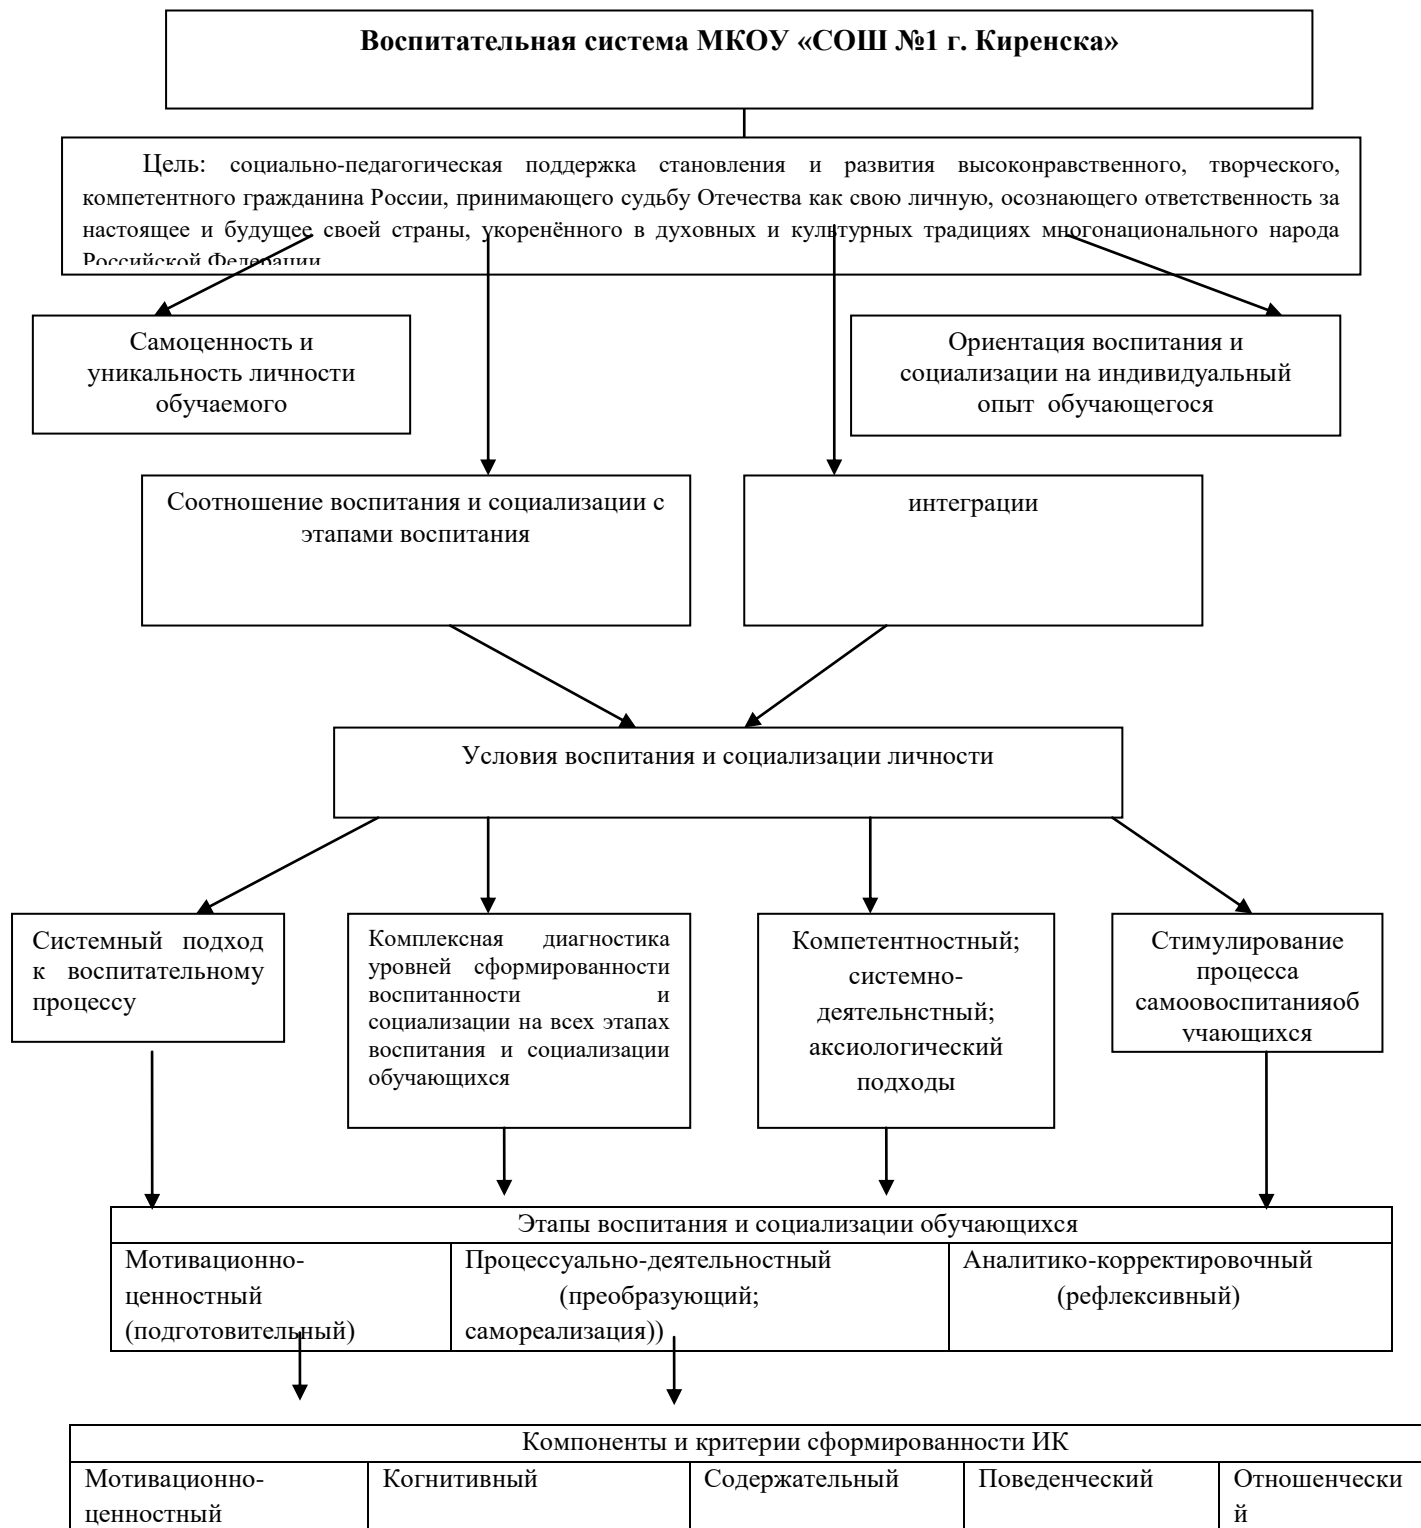 Воспитательная система МКОУ «СОШ №1 г. Киренска»
Цель: социально-педагогическая поддержка становления и развития высоконравственного, творческого,
компетентного гражданина России, принимающего судьбу Отечества как свою личную, осознающего ответственность за
настоящее и будущее своей страны, укоренённого в духовных и культурных традициях многонационального народа
Российской Федерации
Самоценность и
уникальность личности
обучаемого
Ориентация воспитания и
социализации на индивидуальный
опыт обучающегося
Соотношение воспитания и социализации с
этапами воспитания
интеграции
Условия воспитания и социализации личности
Системный подход
к воспитательному
процессу
Комплексная диагностика
уровней сформированности
воспитанности и
социализации на всех этапах
воспитания и социализации
обучающихся
Компетентностный;
системно-
деятельнстный;
аксиологический
подходы
Стимулирование
процесса
самоовоспитанияоб
учающихся
Этапы воспитания и социализации обучающихся
Мотивационно-
ценностный
(подготовительный)
Процессуально-деятельностный
(преобразующий;
самореализация))
Аналитико-корректировочный
(рефлексивный)
Компоненты и критерии сформированности ИК
Мотивационно-
ценностный
Когнитивный
Содержательный
Поведенческий
Отношенчески
й